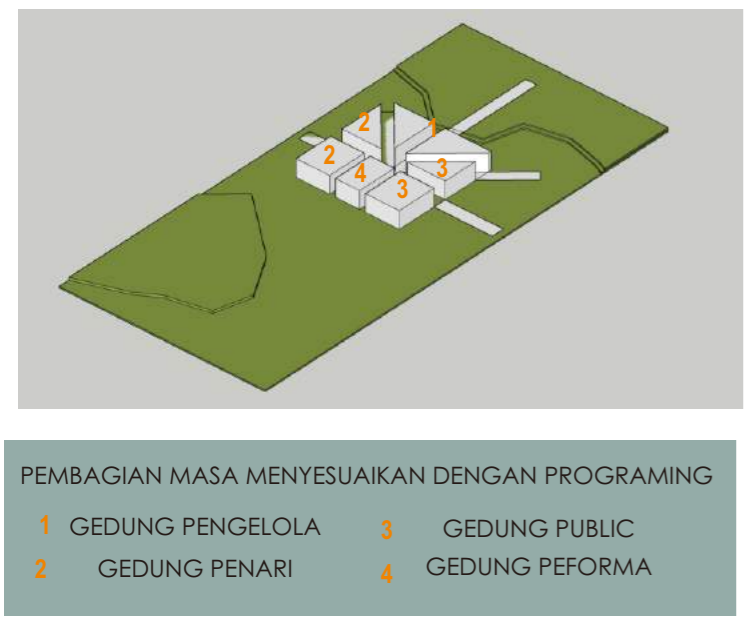 2
1
2
4
3
3
PEMBAGIAN MASA MENYESUAIKAN DENGAN PROGRAMING
1 GEDUNG PENGELOLA
3 GEDUNG PUBLIC
2 GEDUNG PENARI
4 GEDUNG PEFORMA